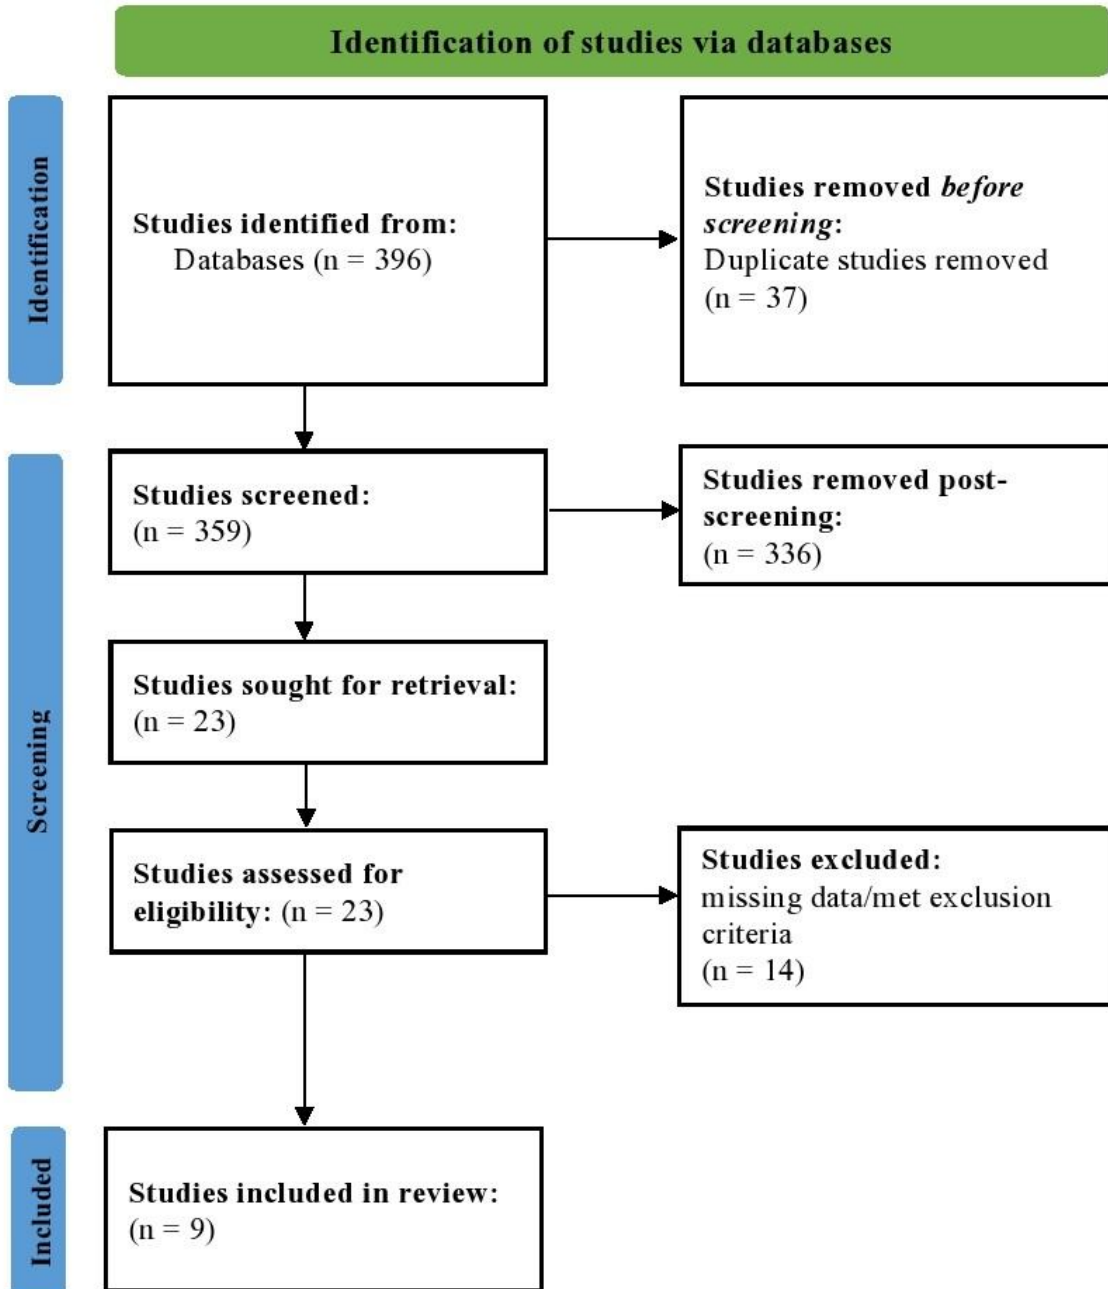 Identification of studies via databases
Identification
Studies identified from:
Databases (n = 396)
Studies removed before
screening:
Duplicate studies removed
(n = 37)
Screening
Studies screened:
(n = 359)
Studies removed post-
screening:
(n = 336)
Studies sought for retrieval:
(n = 23)
Studies assessed for
eligibility: (n = 23)
Studies excluded:
missing data/met exclusion
criteria
(n = 14)
Included
Studies included in review:
(n = 9)